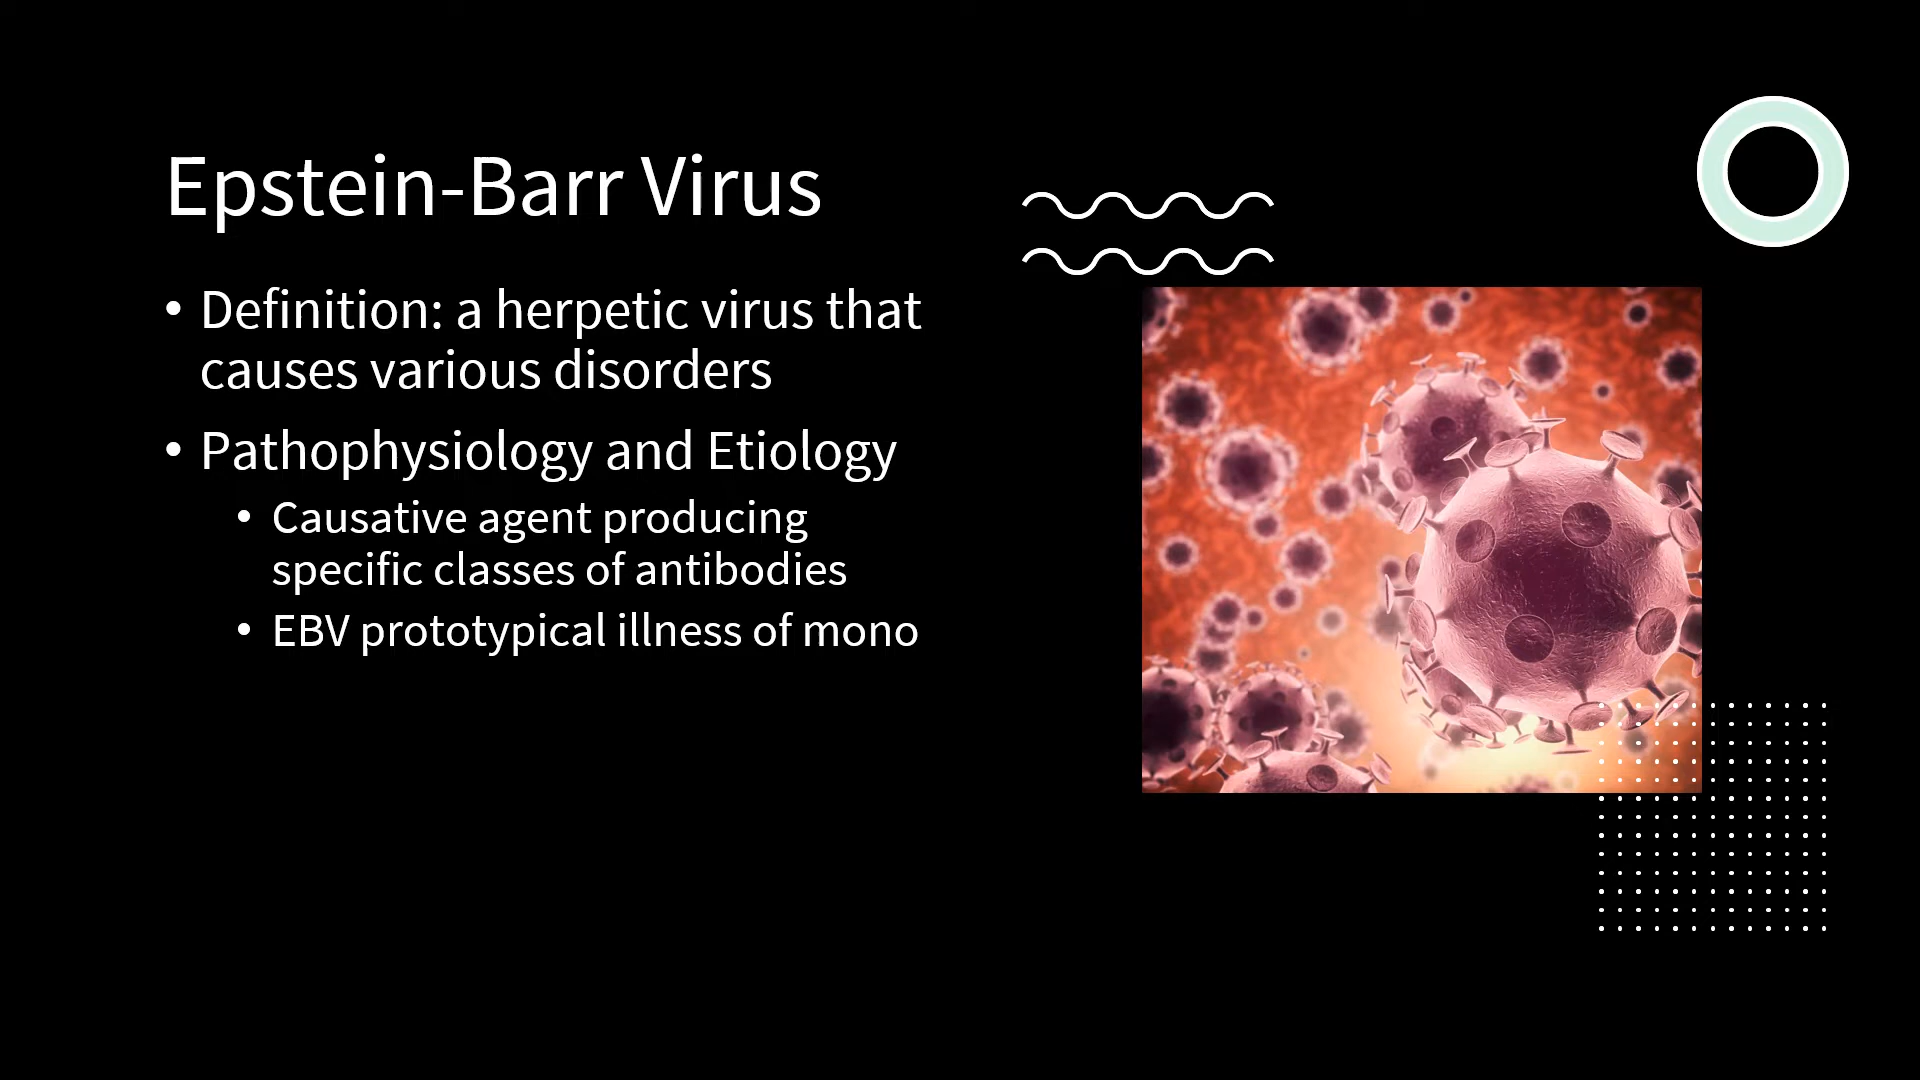 Epstein-Barr Virus
• Definition: a herpetic virus that
causes various disorders
• Pathophysiology and Etiology
• Causative agent producing
specific classes of antibodies
• EBV prototypical illness of mono